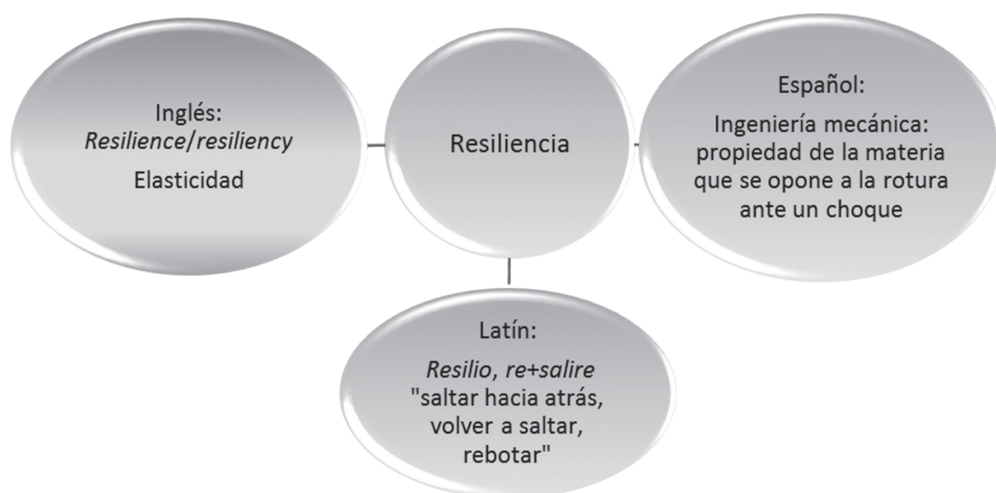 Inglés:
Resilience/resiliency
Elasticidad
Resiliencia
Español:
Ingeniería mecánica:
propiedad de la materia
que se opone a la rotura
ante un choque
Latín:
Resilio, re+salire
"saltar hacia atrás,
volver a saltar,
rebotar"